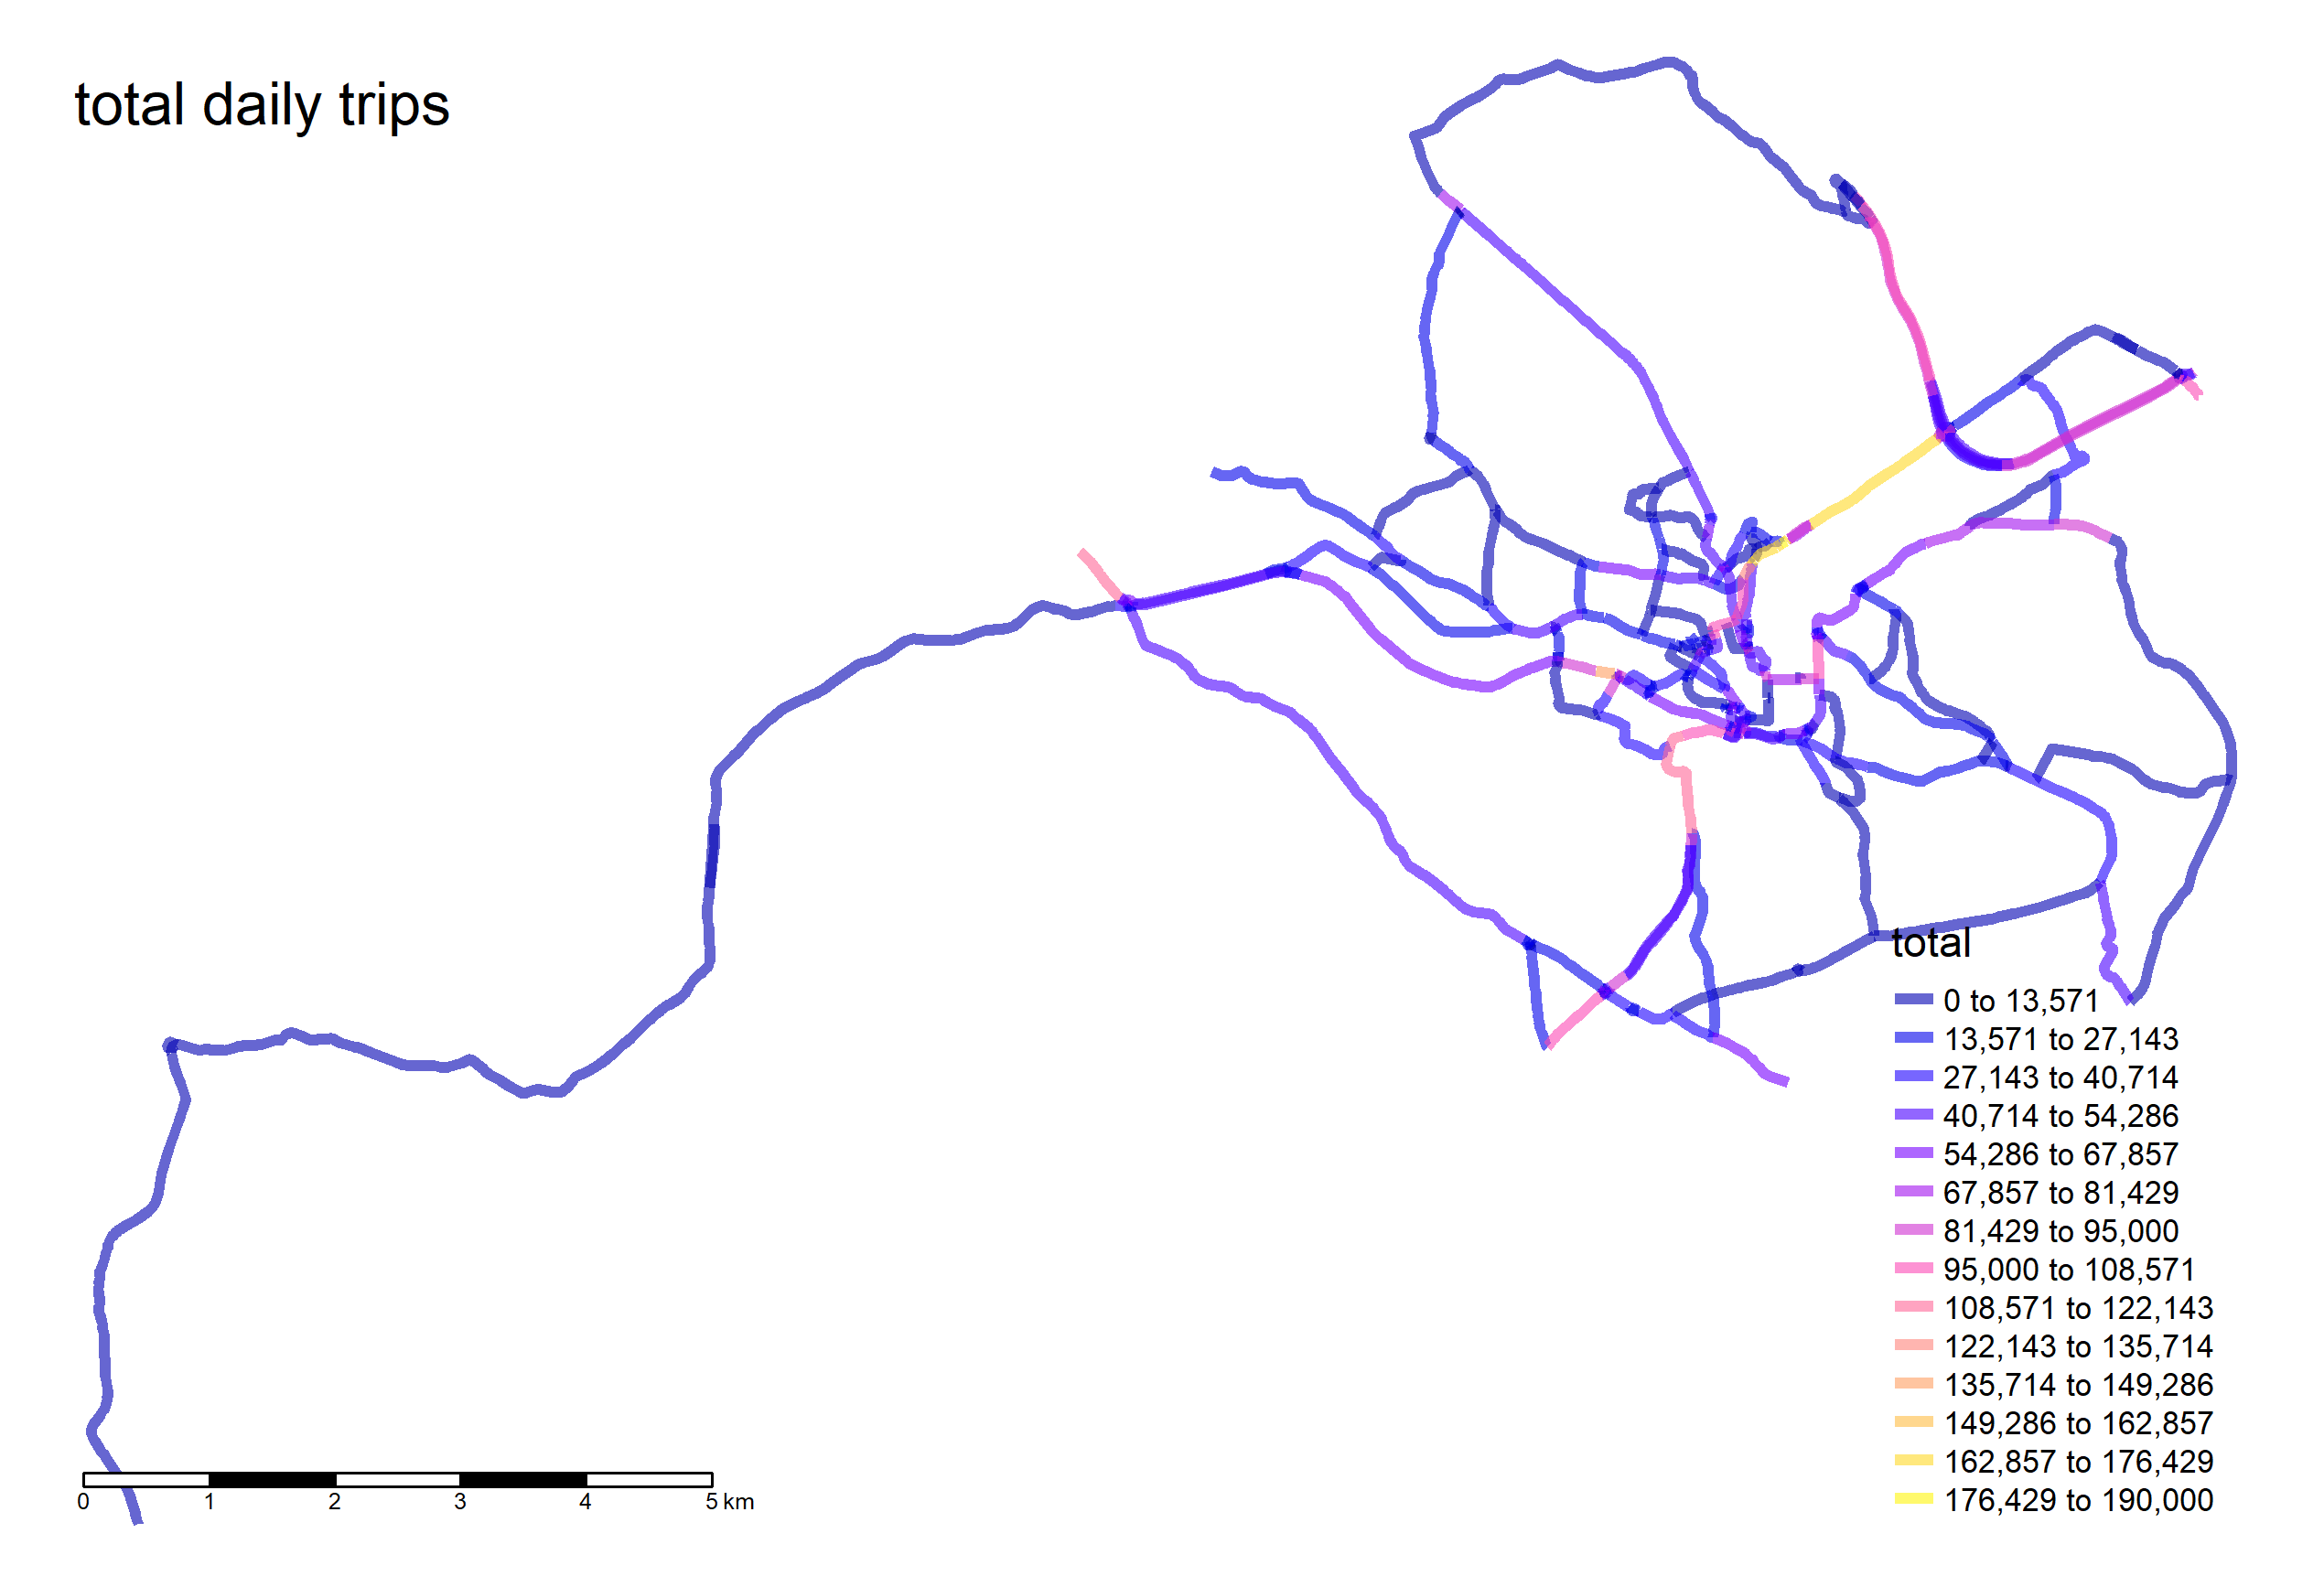 total daily trips
total
0 to 13,571
13,571 to 27,143
27,143 to 40,714
40,714 to 54,286
54,286 to 67,857
67,857 to 81,429
81,429 to 95,000
95,000 to 108,571
108,571 to 122,143
122,143 to 135,714
135,714 to 149,286
149,286 to 162,857
162,857 to 176,429
176,429 to 190,000
0 1 2 3 4 5 km